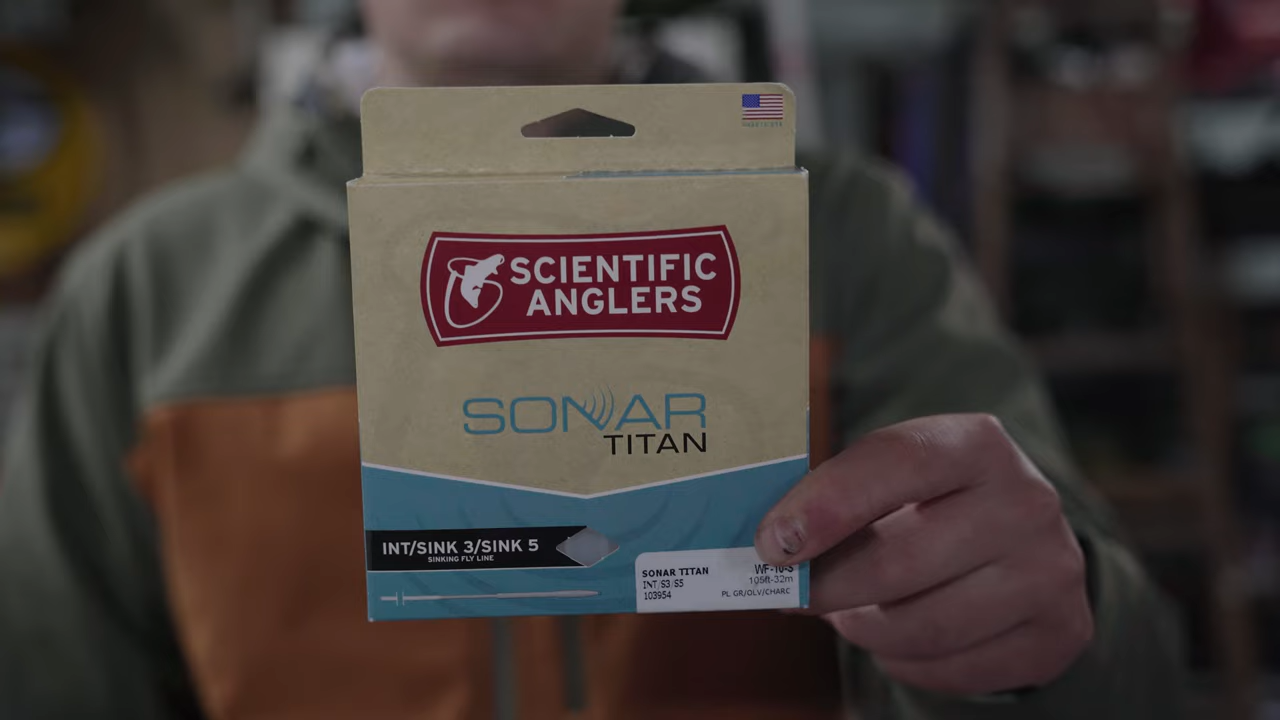 SCIENTIFIC
ANGLERS
SONAR
TITAN
INT/SINK 3/SINK 5
SINKING FLY LINE
SONAR TITAN WF-10-S
INT/S3/S5 105ft-32m
103954 PL GR/OLV/CHARC